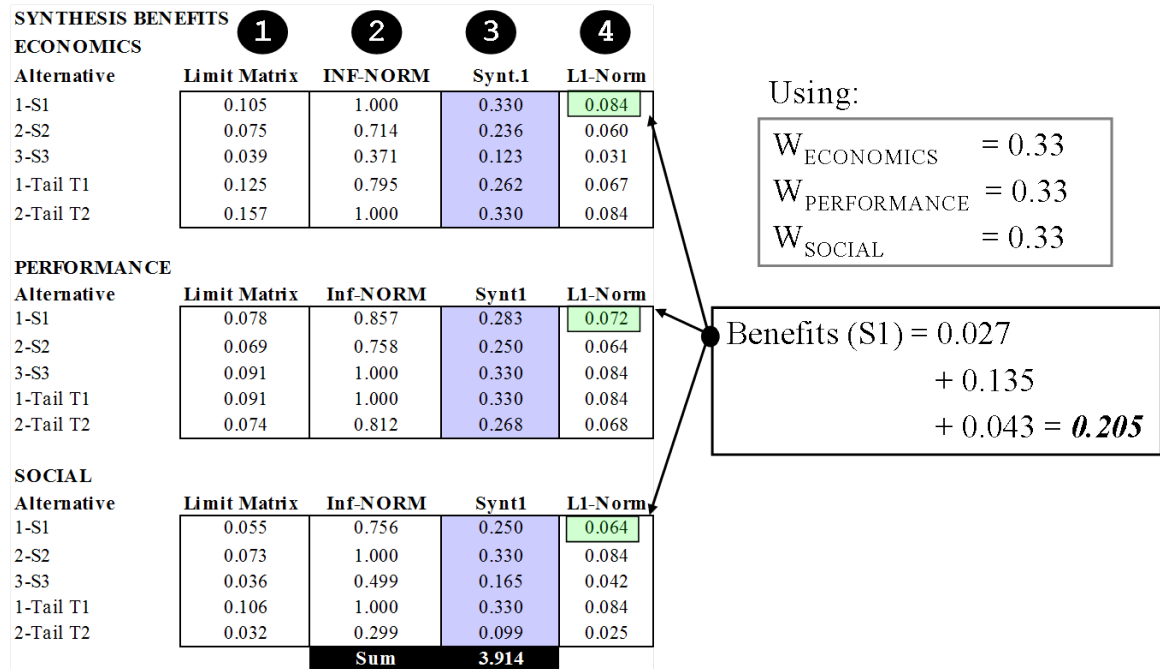 SYNTHESIS BENEFITS
1 2 3 4
ECONOMICS
Alternative Limit Matrix INF-NORM Synt.1 L1-Norm
1-S1 0.105 1.000 0.330 0.084
2-S2 0.075 0.714 0.236 0.060
3-S3 0.039 0.371 0.123 0.031
1-Tail T1 0.125 0.795 0.262 0.067
2-Tail T2 0.157 1.000 0.330 0.084
PERFORMANCE
Alternative Limit Matrix Inf-NORM Synt1 L1-Norm
1-S1 0.078 0.857 0.283 0.072
2-S2 0.069 0.758 0.250 0.064
3-S3 0.091 1.000 0.330 0.084
1-Tail T1 0.091 1.000 0.330 0.084
2-Tail T2 0.074 0.812 0.268 0.068
SOCIAL
Alternative Limit Matrix Inf-NORM Synt1 L1-Norm
1-S1 0.055 0.756 0.250 0.064
2-S2 0.073 1.000 0.330 0.084
3-S3 0.036 0.499 0.165 0.042
1-Tail T1 0.106 1.000 0.330 0.084
2-Tail T2 0.032 0.299 0.099 0.025
Sum 3.914
Using:
W ECONOMICS = 0.33
W PERFORMANCE = 0.33
W SOCIAL = 0.33
Benefits (S1) = 0.027
+ 0.135
+ 0.043 = 0.205